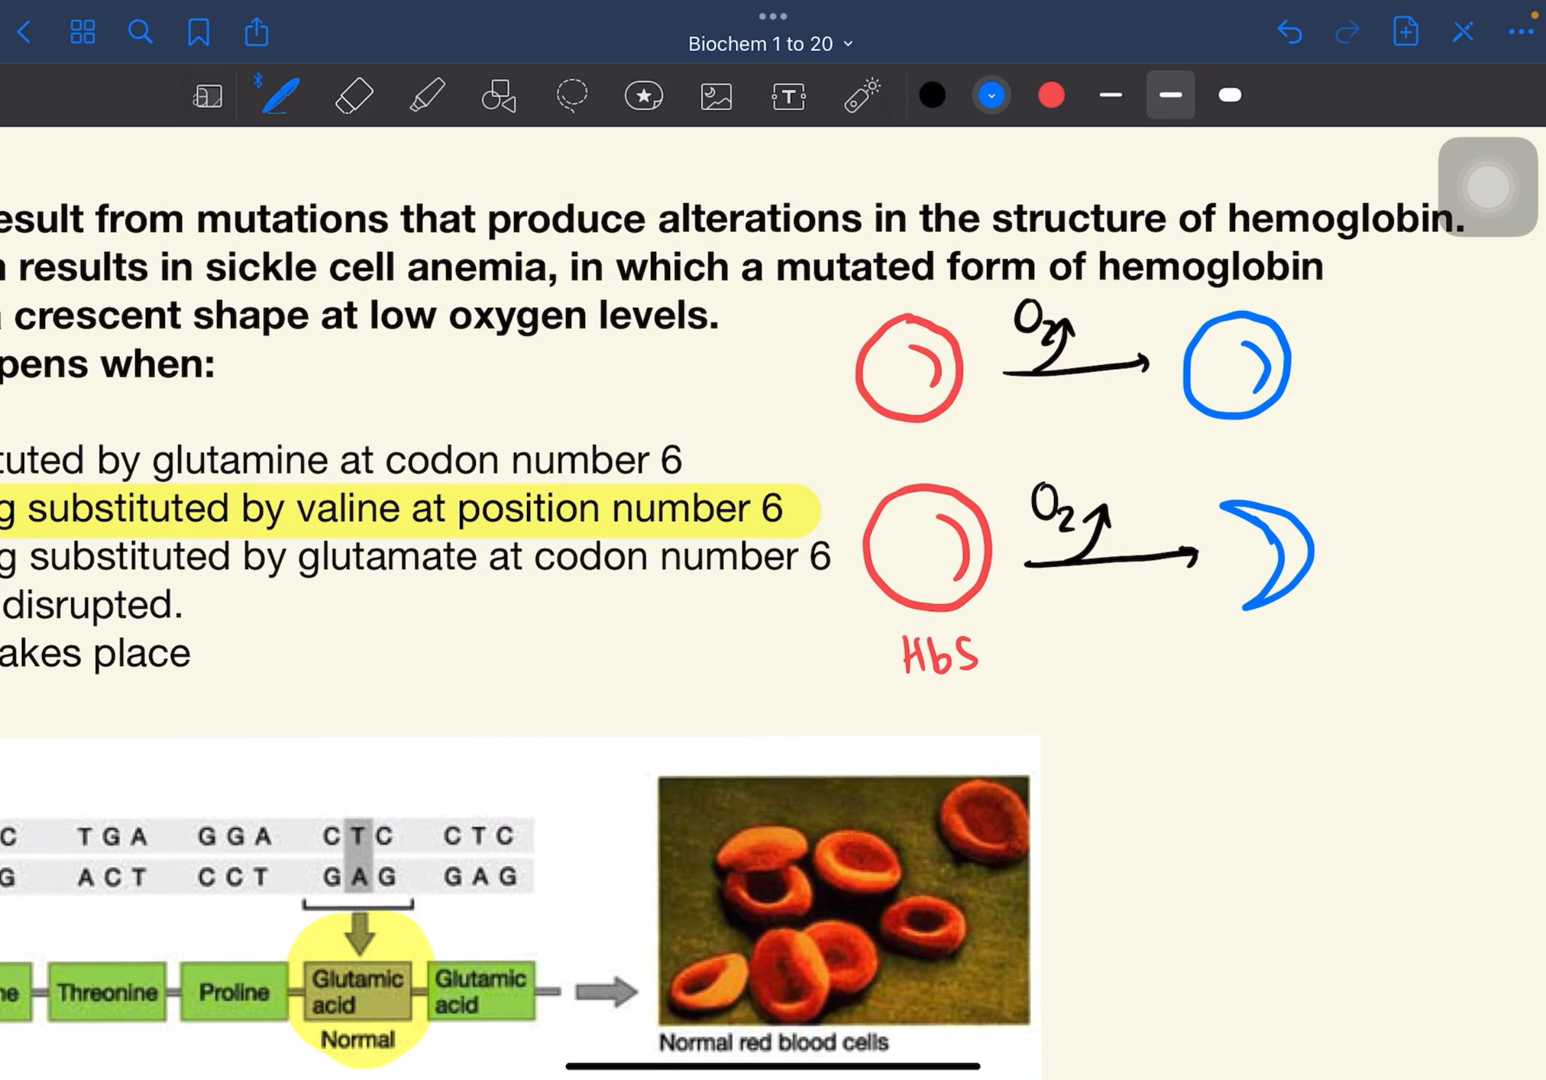 Biochem 1 to 20
esult from mutations that produce alterations in the structure of hemoglobin.
results in sickle cell anemia, in which a mutated form of hemoglobin
crescent shape at low oxygen levels.
pens when:
O2
tuted by glutamine at codon number 6
g substituted by valine at position number 6
O2
g substituted by glutamate at codon number 6
disrupted.
akes place
HbS
C TGA GGA CTC CTC
G ACT CCT GAG GAG
ne Threonine Proline Glutamic acid Glutamic acid
Normal
Normal red blood cells